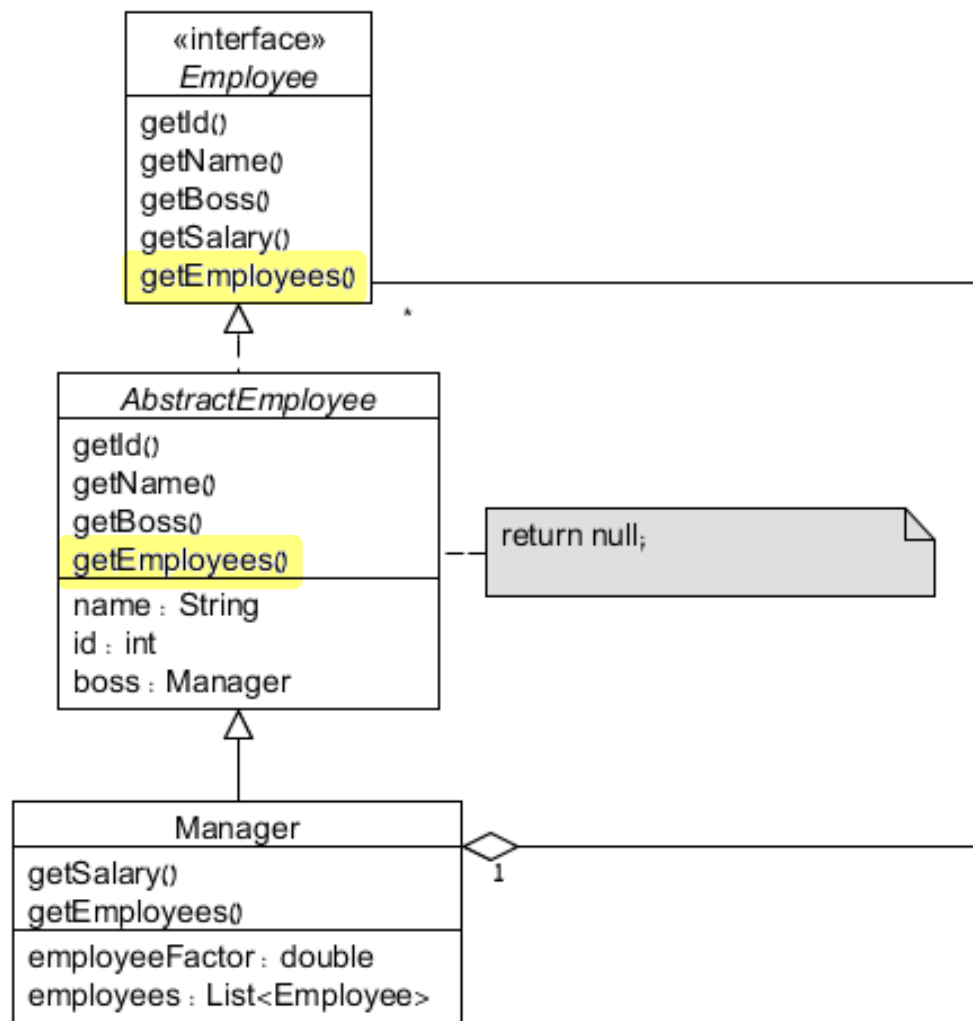 «interface»
Employee
getId()
getName()
getBoss()
getSalary()
getEmployees()
*
AbstractEmployee
getId()
getName()
getBoss()
getEmployees()
return null;
name : String
id : int
boss : Manager
Manager
1
getSalary()
getEmployees()
employeeFactor : double
employees : List<Employee>